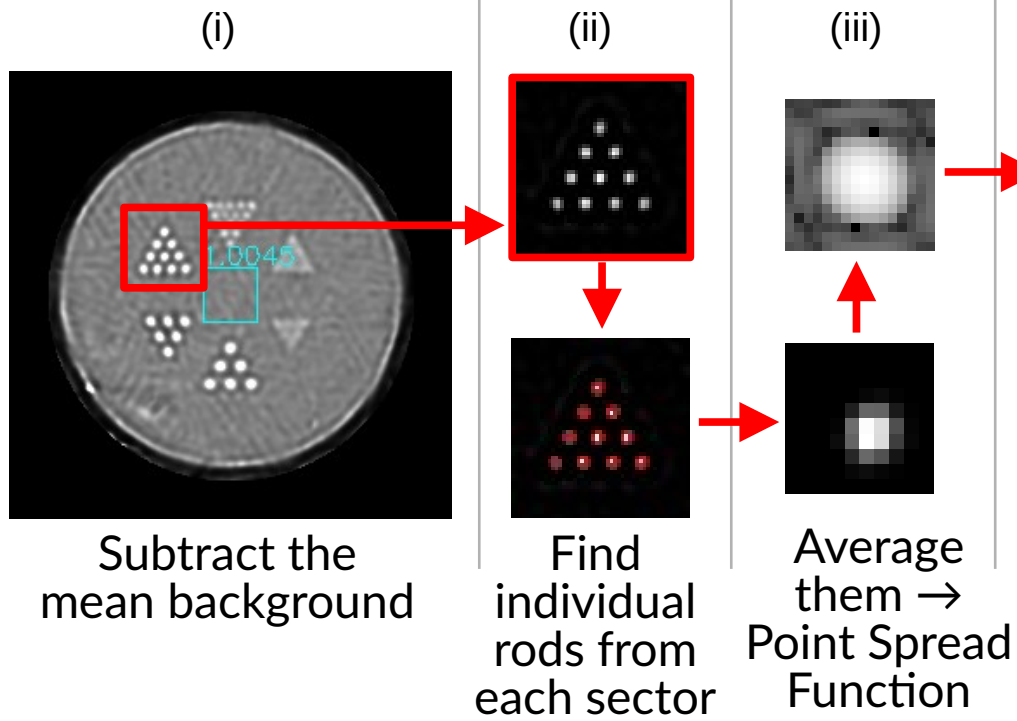 (i)
(ii)
(iii)
1.0045
Subtract the
mean background
Find
individual
rods from
each sector
Average
them →
Point Spread
Function